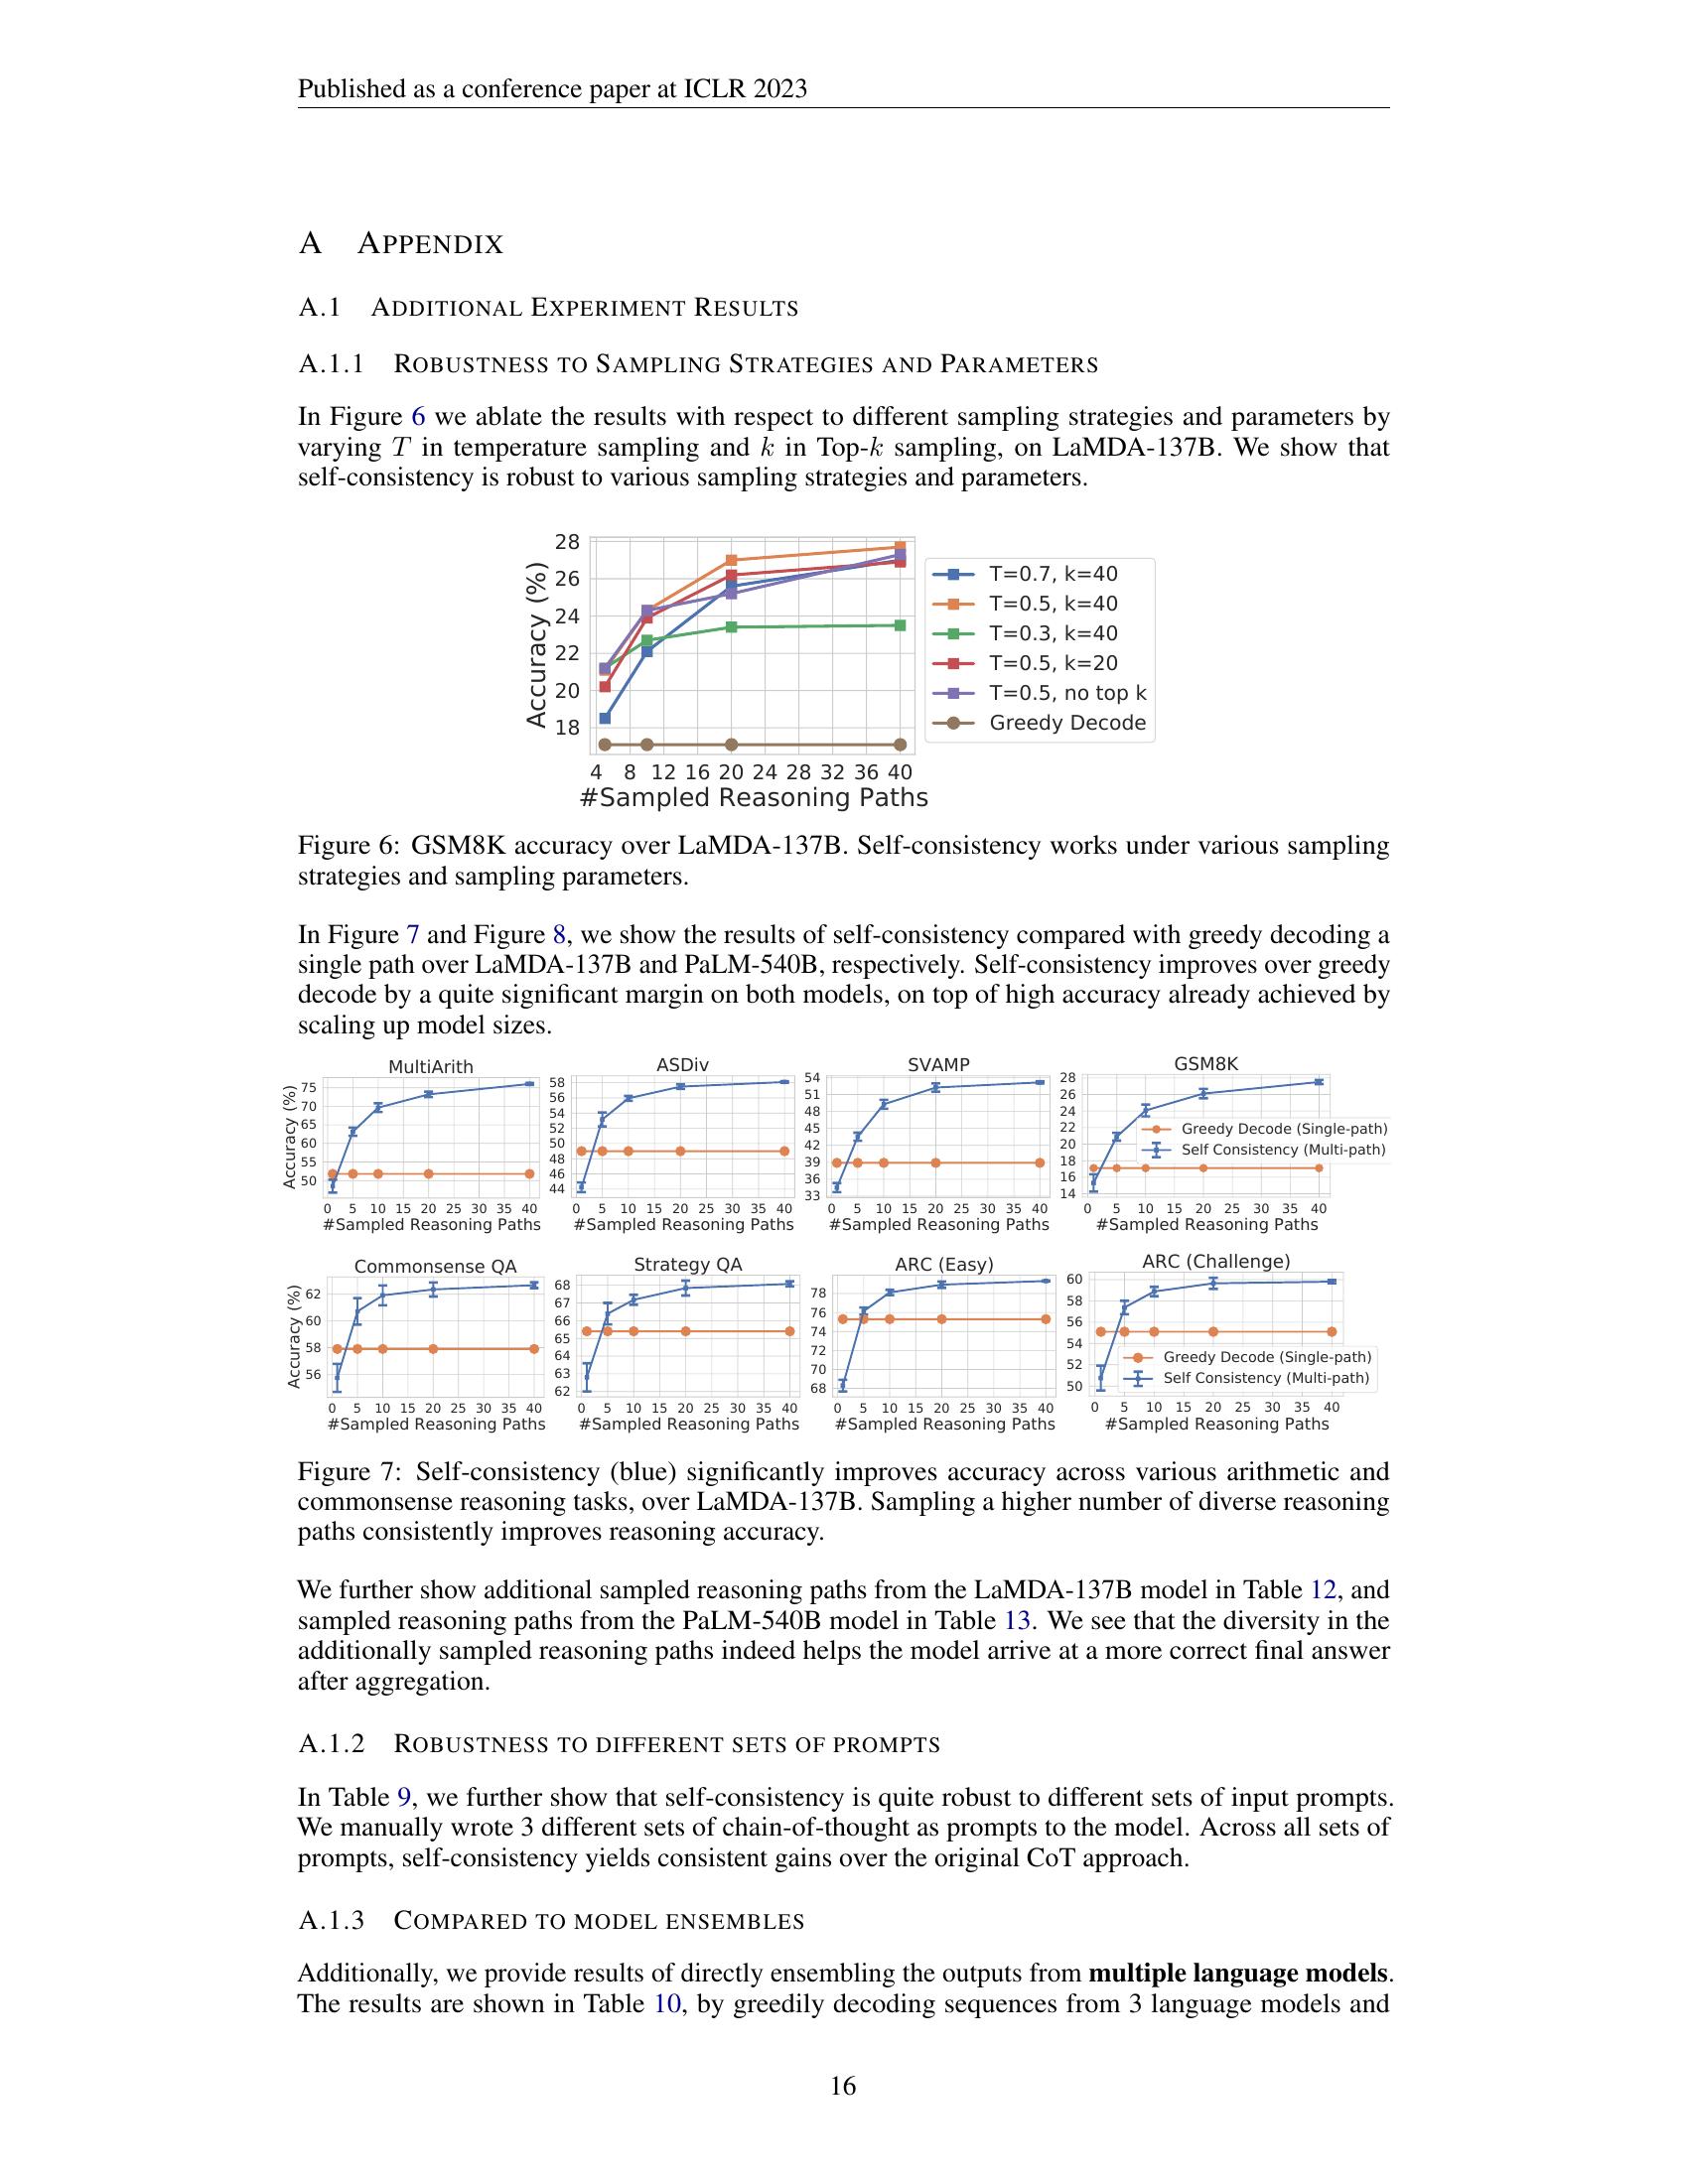 Published as a conference paper at ICLR 2023
A APPENDIX
A.1 ADDITIONAL EXPERIMENT RESULTS
A.1.1 ROBUSTNESS TO SAMPLING STRATEGIES AND PARAMETERS
In Figure 6 we ablate the results with respect to different sampling strategies and parameters by
varying T in temperature sampling and k in Top-k sampling, on LaMDA-137B. We show that
self-consistency is robust to various sampling strategies and parameters.
28
26
24
22
20
18
Accuracy (%)
4 8 12 16 20 24 28 32 36 40
#Sampled Reasoning Paths
T=0.7, k=40
T=0.5, k=40
T=0.3, k=40
T=0.5, k=20
T=0.5, no top k
Greedy Decode
Figure 6: GSM8K accuracy over LaMDA-137B. Self-consistency works under various sampling
strategies and sampling parameters.
In Figure 7 and Figure 8, we show the results of self-consistency compared with greedy decoding a
single path over LaMDA-137B and PaLM-540B, respectively. Self-consistency improves over greedy
decode by a quite significant margin on both models, on top of high accuracy already achieved by
scaling up model sizes.
MultiArith
Accuracy (%)
75
70
65
60
55
50
0 5 10 15 20 25 30 35 40
#Sampled Reasoning Paths
ASDiv
58
56
54
52
50
48
46
44
0 5 10 15 20 25 30 35 40
#Sampled Reasoning Paths
SVAMP
54
51
48
45
42
39
36
33
0 5 10 15 20 25 30 35 40
#Sampled Reasoning Paths
GSM8K
28
26
24
22
20
18
16
14
Greedy Decode (Single-path)
Self Consistency (Multi-path)
0 5 10 15 20 25 30 35 40
#Sampled Reasoning Paths
Commonsense QA
Accuracy (%)
62
60
58
56
0 5 10 15 20 25 30 35 40
#Sampled Reasoning Paths
Strategy QA
68
67
66
65
64
63
62
0 5 10 15 20 25 30 35 40
#Sampled Reasoning Paths
ARC (Easy)
78
76
74
72
70
68
0 5 10 15 20 25 30 35 40
#Sampled Reasoning Paths
ARC (Challenge)
60
58
56
54
52
50
Greedy Decode (Single-path)
Self Consistency (Multi-path)
0 5 10 15 20 25 30 35 40
#Sampled Reasoning Paths
Figure 7: Self-consistency (blue) significantly improves accuracy across various arithmetic and
commonsense reasoning tasks, over LaMDA-137B. Sampling a higher number of diverse reasoning
paths consistently improves reasoning accuracy.
We further show additional sampled reasoning paths from the LaMDA-137B model in Table 12, and
sampled reasoning paths from the PaLM-540B model in Table 13. We see that the diversity in the
additionally sampled reasoning paths indeed helps the model arrive at a more correct final answer
after aggregation.
A.1.2 ROBUSTNESS TO DIFFERENT SETS OF PROMPTS
In Table 9, we further show that self-consistency is quite robust to different sets of input prompts.
We manually wrote 3 different sets of chain-of-thought as prompts to the model. Across all sets of
prompts, self-consistency yields consistent gains over the original CoT approach.
A.1.3 COMPARED TO MODEL ENSEMBLES
Additionally, we provide results of directly ensembling the outputs from multiple language models.
The results are shown in Table 10, by greedily decoding sequences from 3 language models and
16